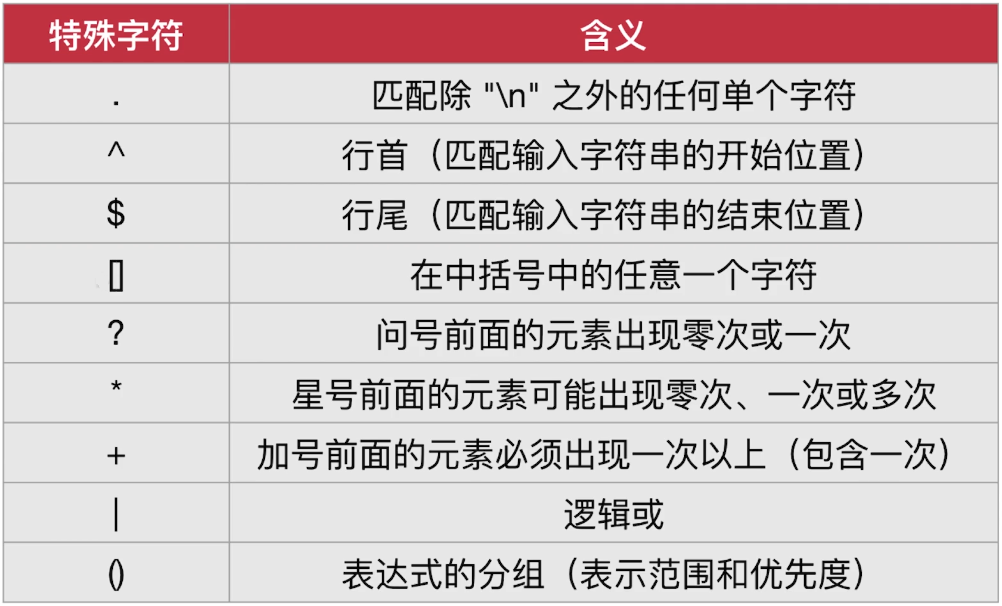 特殊字符 含义
. 匹配除 "\n" 之外的任何单个字符
^ 行首（匹配输入字符串的开始位置）
$ 行尾（匹配输入字符串的结束位置）
[] 在中括号中的任意一个字符
? 问号前面的元素出现零次或一次
* 星号前面的元素可能出现零次、一次或多次
+ 加号前面的元素必须出现一次以上（包含一次）
| 逻辑或
() 表达式的分组（表示范围和优先度）